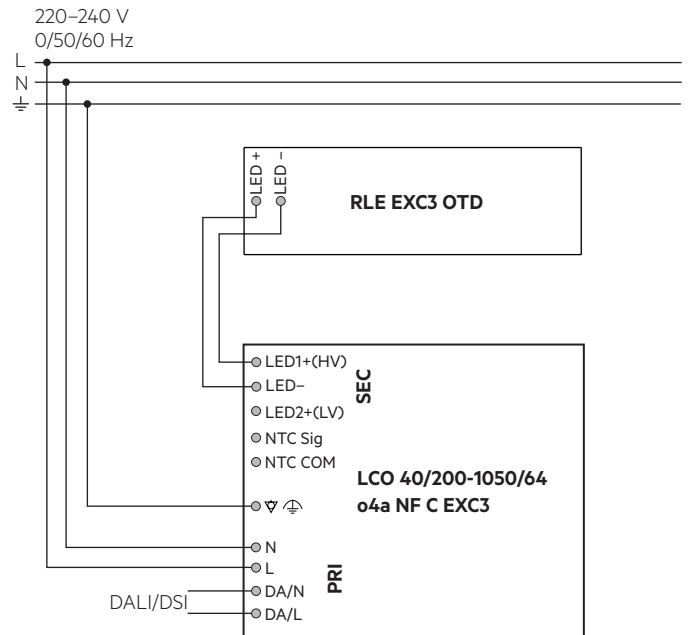 220–240 V
0/50/60 Hz
L
N
LED +
LED –
RLE EXC3 OTD
LED1+(HV)
LED–
SEC
LED2+(LV)
NTC Sig
NTC COM
LCO 40/200-1050/64
o4a NF C EXC3
N
L
PRI
DA/N
DALI/DSI
DA/L